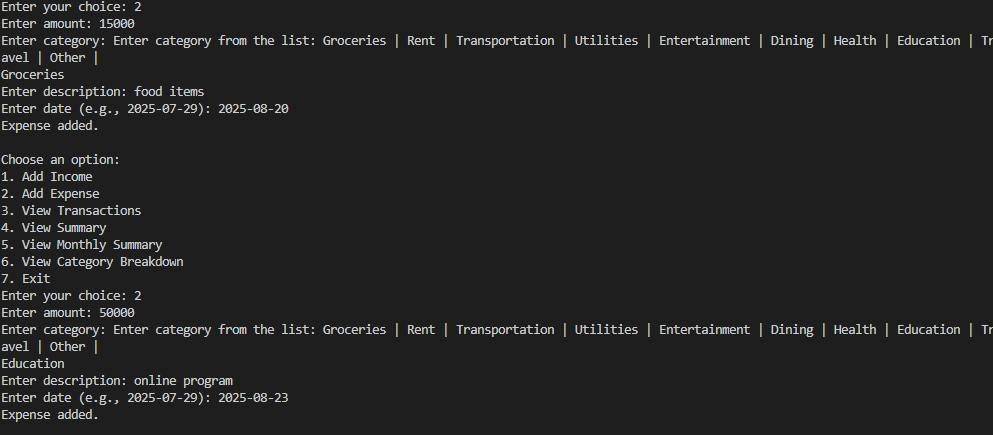 Enter your choice: 2
Enter amount: 15000
Enter category: Enter category from the list: Groceries | Rent | Transportation | Utilities | Entertainment | Dining | Health | Education | Tr
avel | Other |
Groceries
Enter description: food items
Enter date (e.g., 2025-07-29): 2025-08-20
Expense added.

Choose an option:
1. Add Income
2. Add Expense
3. View Transactions
4. View Summary
5. View Monthly Summary
6. View Category Breakdown
7. Exit
Enter your choice: 2
Enter amount: 50000
Enter category: Enter category from the list: Groceries | Rent | Transportation | Utilities | Entertainment | Dining | Health | Education | Tr
avel | Other |
Education
Enter description: online program
Enter date (e.g., 2025-07-29): 2025-08-23
Expense added.